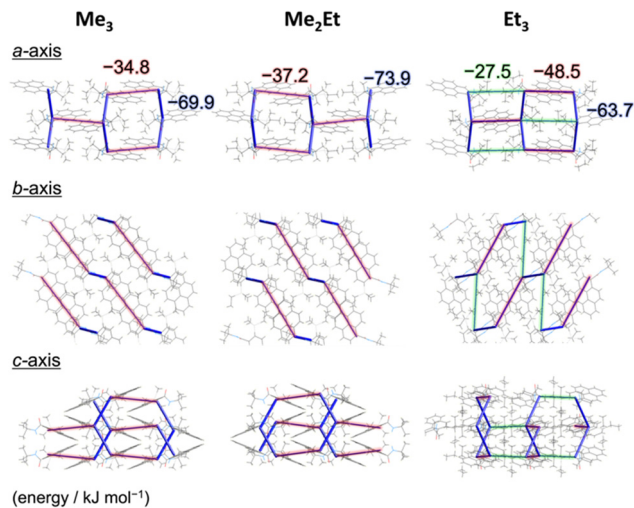 Me₃ Me₂Et Et₃
a-axis
−34.8 −37.2 −73.9 −27.5 −48.5
−69.9 −63.7
b-axis
c-axis
(energy / kJ mol⁻¹)